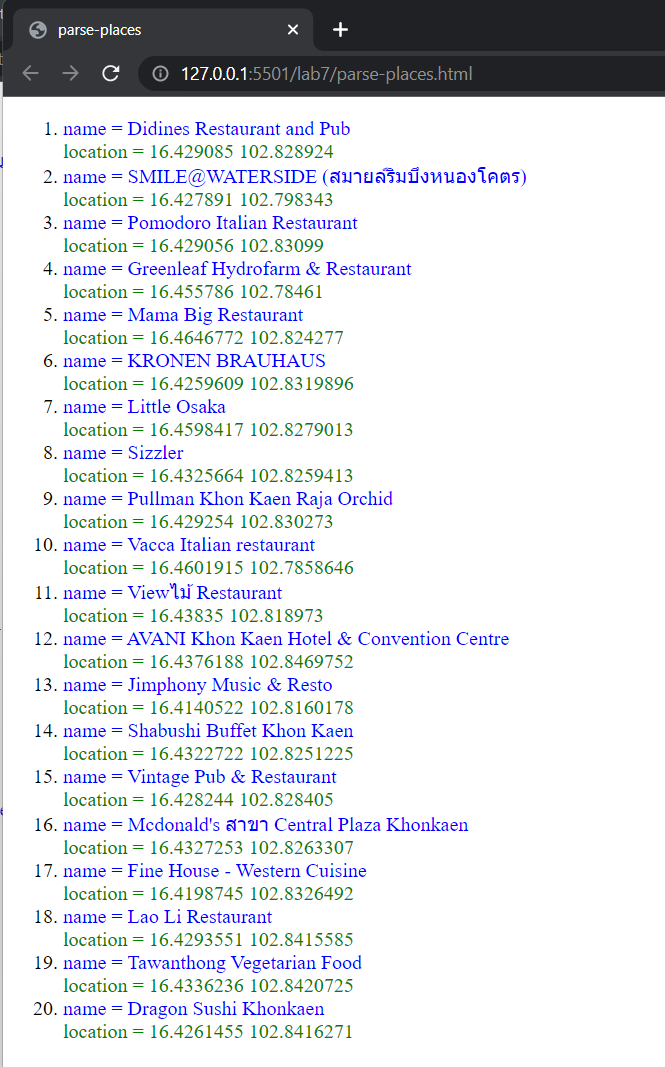 parse-places
127.0.0.1:5501/lab7/parse-places.html
1. name = Didines Restaurant and Pub
location = 16.429085 102.828924
2. name = SMILE@WATERSIDE (สมายล์ริมบึงหนองโคตร)
location = 16.427891 102.798343
3. name = Pomodoro Italian Restaurant
location = 16.429056 102.83099
4. name = Greenleaf Hydrofarm & Restaurant
location = 16.455786 102.78461
5. name = Mama Big Restaurant
location = 16.4646772 102.824277
6. name = KRONEN BRAUHAUS
location = 16.4259609 102.8319896
7. name = Little Osaka
location = 16.4598417 102.8279013
8. name = Sizzler
location = 16.4325664 102.8259413
9. name = Pullman Khon Kaen Raja Orchid
location = 16.429254 102.830273
10. name = Vacca Italian restaurant
location = 16.4601915 102.7858646
11. name = Viewไม้ Restaurant
location = 16.43835 102.818973
12. name = AVANI Khon Kaen Hotel & Convention Centre
location = 16.4376188 102.8469752
13. name = Jimphony Music & Resto
location = 16.4140522 102.8160178
14. name = Shabushi Buffet Khon Kaen
location = 16.4322722 102.8251225
15. name = Vintage Pub & Restaurant
location = 16.428244 102.828405
16. name = Mcdonald's สาขา Central Plaza Khonkaen
location = 16.4327253 102.8263307
17. name = Fine House - Western Cuisine
location = 16.4198745 102.8326492
18. name = Lao Li Restaurant
location = 16.4293551 102.8415585
19. name = Tawanthong Vegetarian Food
location = 16.4336236 102.8420725
20. name = Dragon Sushi Khonkaen
location = 16.4261455 102.8416271